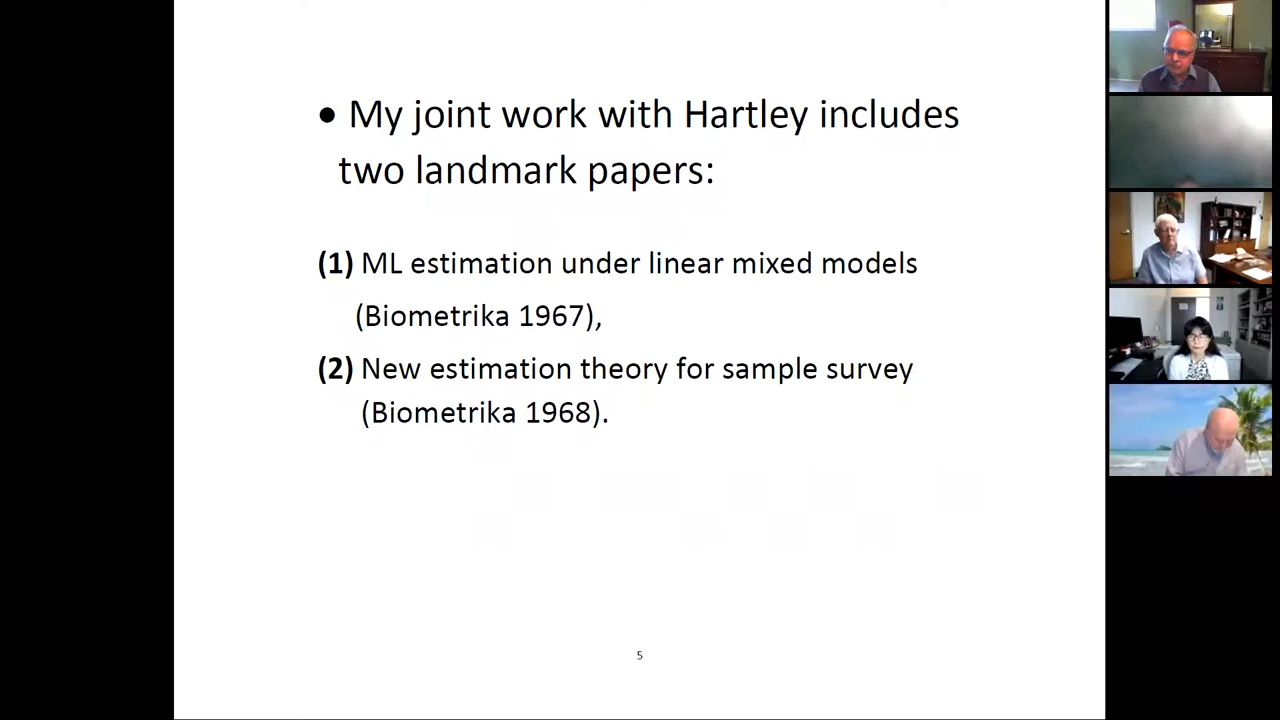 • My joint work with Hartley includes
two landmark papers:
(1) ML estimation under linear mixed models
(Biometrika 1967),
(2) New estimation theory for sample survey
(Biometrika 1968).
5